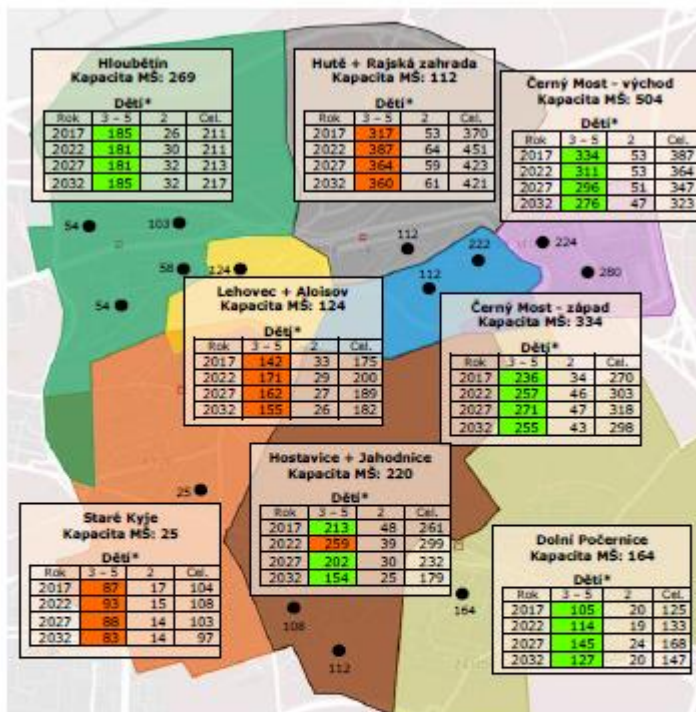 Hloubětín
Kapacita MŠ: 269
Děti*
Rok 3 – 5 2 Cel.
2017 185 26 211
2022 181 30 211
2027 181 32 213
2032 185 32 217
Hutě + Rajská zahrada
Kapacita MŠ: 112
Děti*
Rok 3 – 5 2 Cel.
2017 317 53 370
2022 387 64 451
2027 364 59 423
2032 360 61 421
Černý Most - východ
Kapacita MŠ: 504
Děti*
Rok 3 – 5 2 Cel.
2017 334 53 387
2022 311 53 364
2027 296 51 347
2032 276 47 323
54
103
58
124
54
112
222
112
224
280
Lehovec + Aloisov
Kapacita MŠ: 124
Děti*
Rok 3 – 5 2 Cel.
2017 142 33 175
2022 171 29 200
2027 162 27 189
2032 155 26 182
Černý Most - západ
Kapacita MŠ: 334
Děti*
Rok 3 – 5 2 Cel.
2017 236 34 270
2022 257 46 303
2027 271 47 318
2032 255 43 298
25
Hostavice + Jahodnice
Kapacita MŠ: 220
Děti*
Rok 3 – 5 2 Cel.
2017 213 48 261
2022 259 39 299
2027 202 30 232
2032 154 25 179
Staré Kyje
Kapacita MŠ: 25
Děti*
Rok 3 – 5 2 Cel.
2017 87 17 104
2022 93 15 108
2027 88 14 103
2032 83 14 97
Dolní Počernice
Kapacita MŠ: 164
Děti*
Rok 3 – 5 2 Cel.
2017 105 20 125
2022 114 19 133
2027 145 24 168
2032 127 20 147
164
108
112